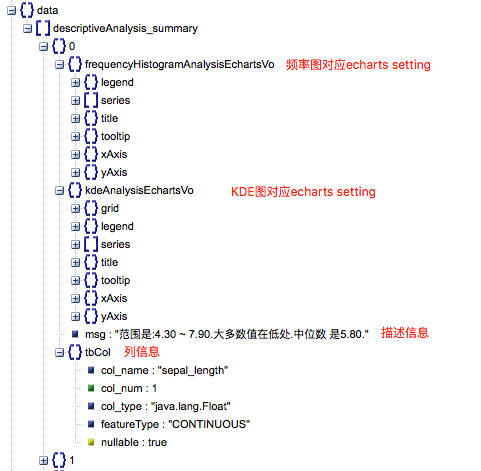 data
descriptiveAnalysis_summary
0
frequencyHistogramAnalysisEchartsVo 频率图对应echarts setting
legend
series
title
tooltip
xAxis
yAxis
kdeAnalysisEchartsVo KDE图对应echarts setting
grid
legend
series
title
tooltip
xAxis
yAxis
msg : "范围是:4.30 ~ 7.90.大多数值在低处.中位数 是5.80." 描述信息
tbCol 列信息
col_name : "sepal_length"
col_num : 1
col_type : "java.lang.Float"
featureType : "CONTINUOUS"
nullable : true
1